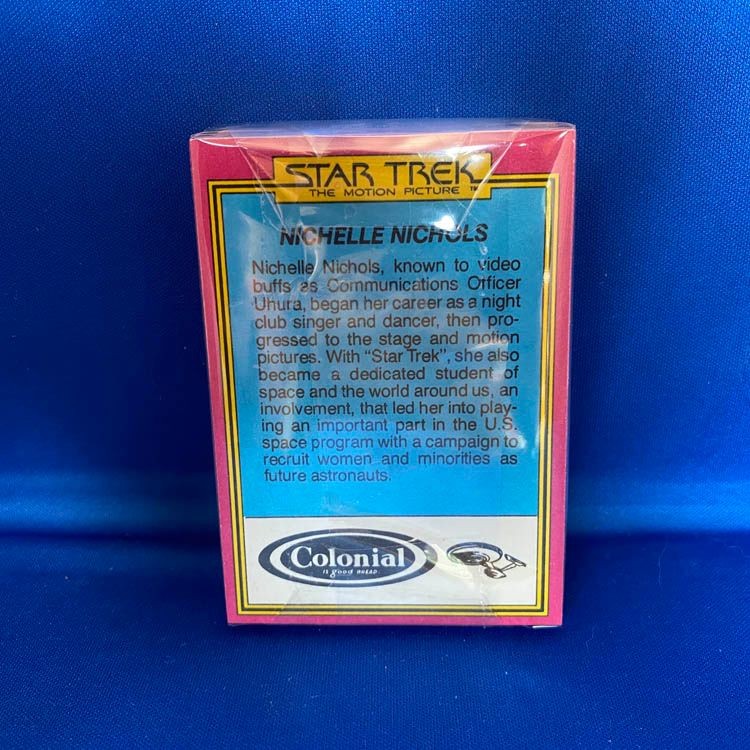 STAR TREK
THE MOTION PICTURE ™
NICHELLE NICHOLS
Nichelle Nichols, known to video
buffs as Communications Officer
Uhura, began her career as a night
club singer and dancer, then pro-
gressed to the stage and motion
pictures. With “Star Trek”, she also
became a dedicated student of
space and the world around us, an
involvement, that led her into play-
ing an important part in the U.S.
space program with a campaign to
recruit women and minorities as
future astronauts.
Colonial
IS good BREAD